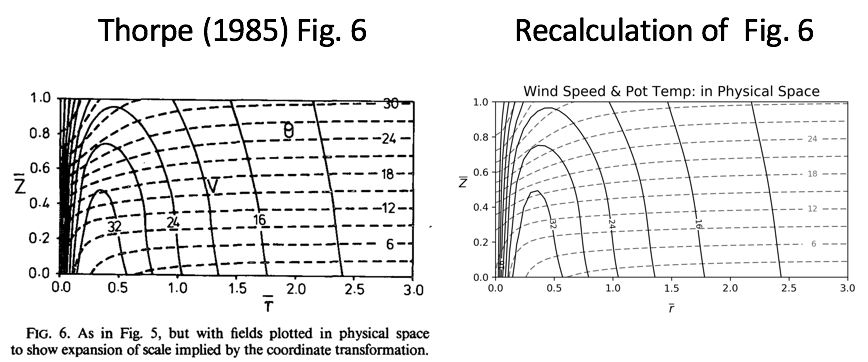 Thorpe (1985) Fig. 6
Recalculation of Fig. 6
1.0
0.8
0.6
0.4
0.2
0.0
Z̄
30
θ
24
18
V
12
32
24
16
6
0.0 0.5 1.0 1.5 2.0 2.5 3.0
r̄
FIG. 6. As in Fig. 5, but with fields plotted in physical space
to show expansion of scale implied by the coordinate transformation.
Wind Speed & Pot Temp: in Physical Space
1.0
0.8
0.6
0.4
0.2
0.0
z̄
24
18
12
32
24
16
6
0.0 0.5 1.0 1.5 2.0 2.5 3.0
r̄